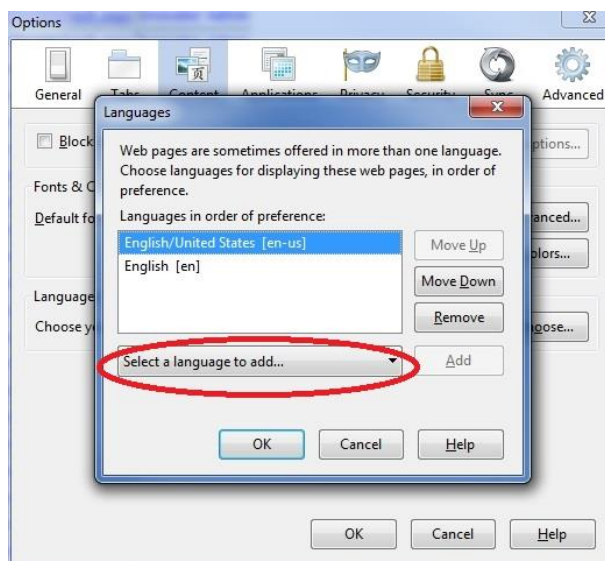 Options
General Tabs Content Applications Privacy Security Sync Advanced
Languages
Block
ptions...
Web pages are sometimes offered in more than one language.
Choose languages for displaying these web pages, in order of
preference.
Fonts & C
Default fo
anced...
Languages in order of preference:
English/United States [en-us]
Move Up
olors...
English [en]
Move Down
Language
Remove
Choose yo
oose...
Select a language to add...
Add
OK Cancel Help
OK Cancel Help